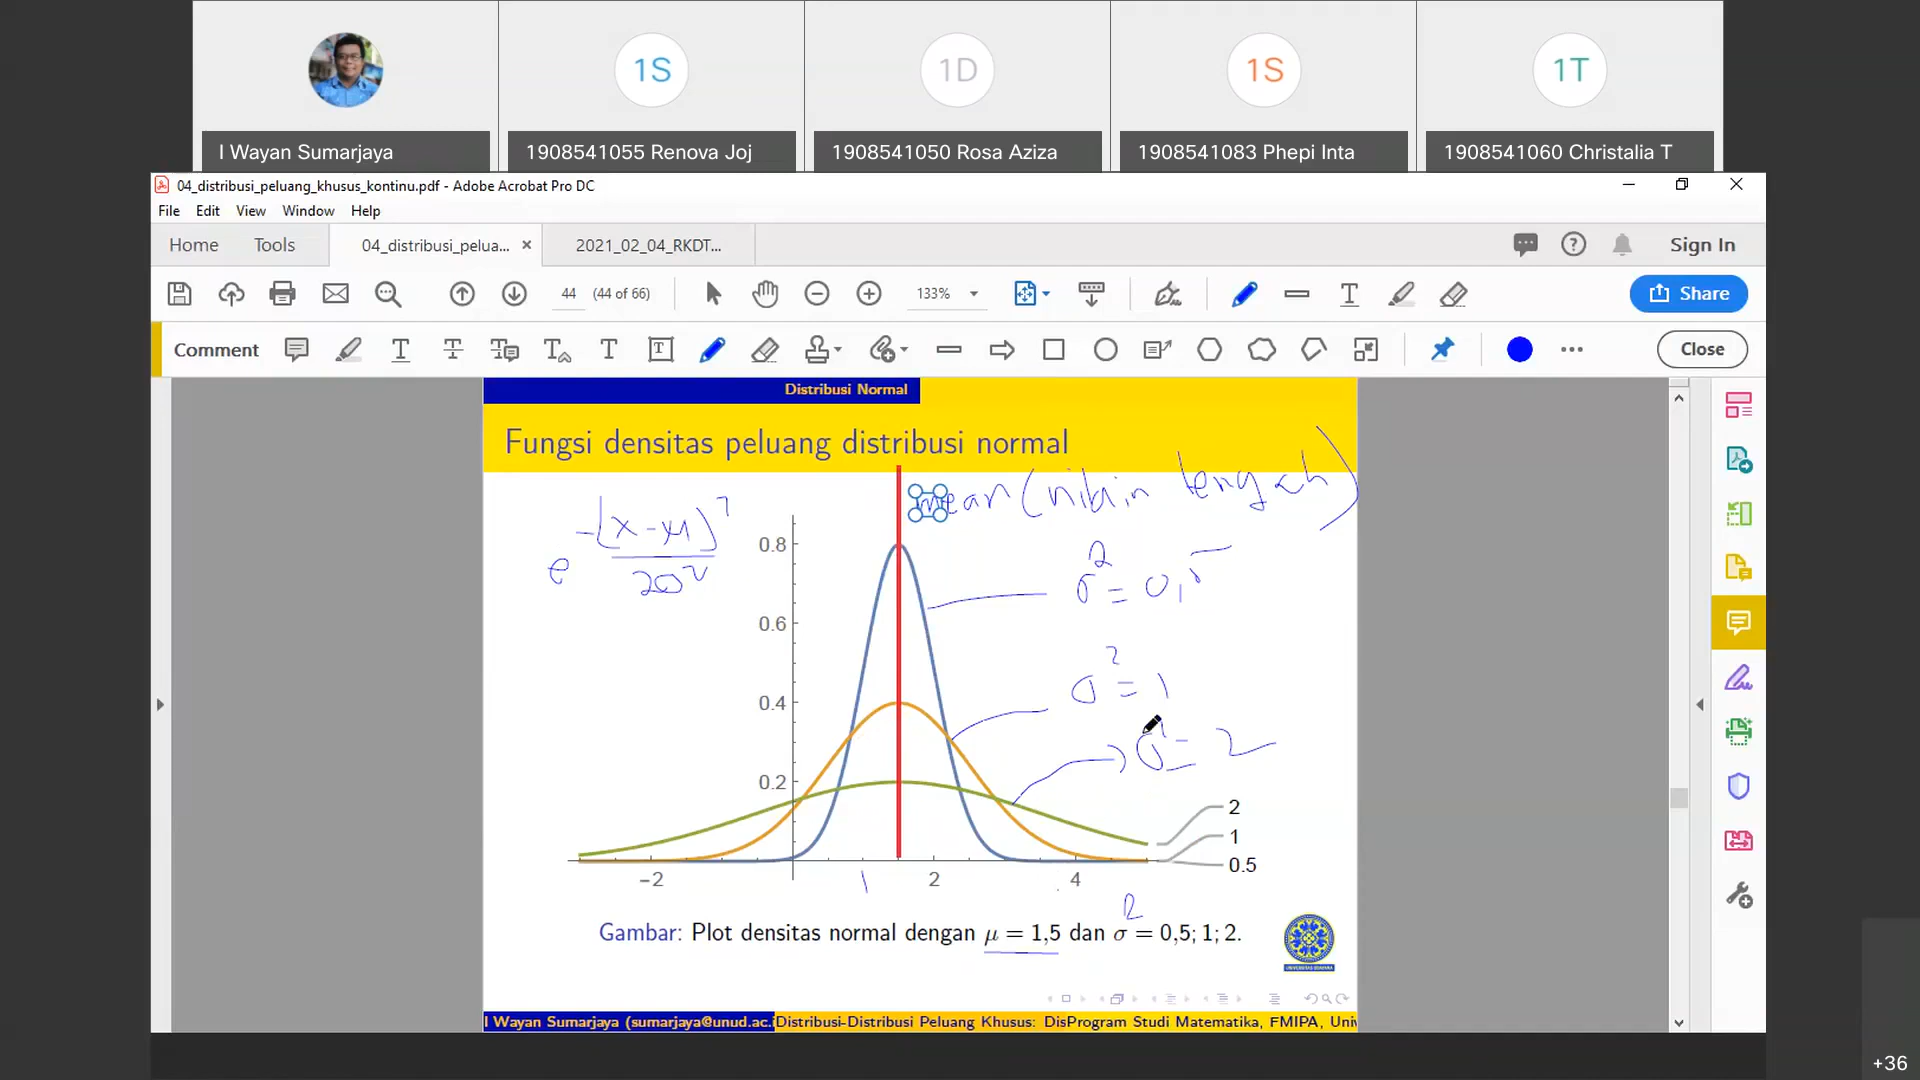 1S
1D
1S
1T
I Wayan Sumarjaya
1908541055 Renova Joj
1908541050 Rosa Aziza
1908541083 Phepi Inta
1908541060 Christalia T
04_distribusi_peluang_khusus_kontinu.pdf - Adobe Acrobat Pro DC
File Edit View Window Help
Home Tools 04_distribusi_pelua... 2021_02_04_RKDT... Sign In
44 (44 of 66) 133% Share
Comment Close
Distribusi Normal
Fungsi densitas peluang distribusi normal
mean (nilai tengah)
e -(x-μ)²
2σ²
0.8
σ² = 0,5
0.6
σ² = 1
0.4
σ² = 2
0.2
2
1
0.5
-2 1 2 4
2
Gambar: Plot densitas normal dengan μ = 1,5 dan σ = 0,5; 1; 2.
I Wayan Sumarjaya (sumarjaya@unud.ac.i Distribusi-Distribusi Peluang Khusus: Dis Program Studi Matematika, FMIPA, Univ
+36